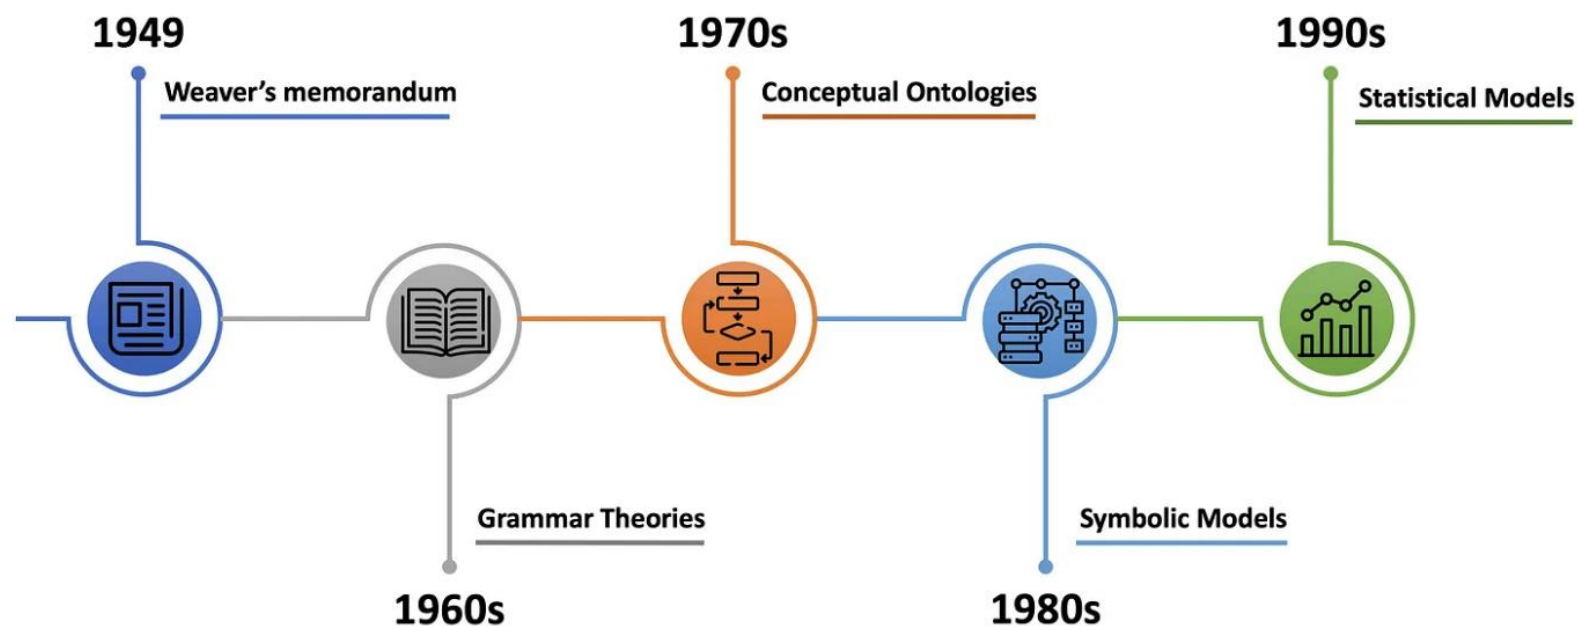 1949
Weaver's memorandum
1970s
Conceptual Ontologies
1990s
Statistical Models
Grammar Theories
1960s
Symbolic Models
1980s